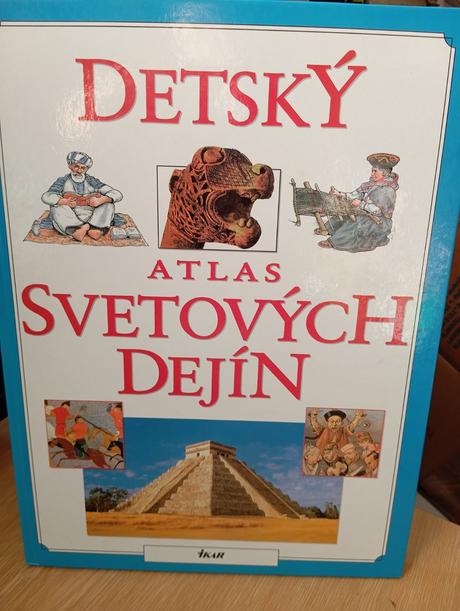 DETSKÝ
ATLAS
SVETOVÝCH
DEJÍN
IKAR